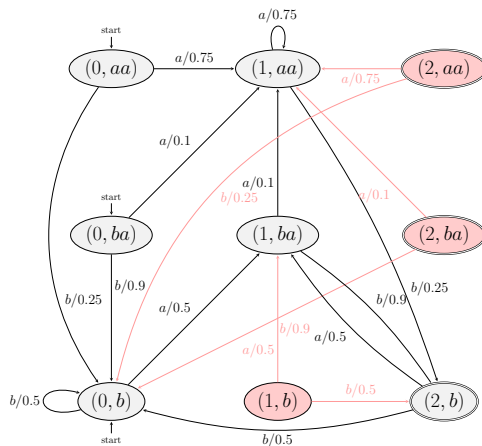 a/0.75
start
(0, aa)
a/0.75
(1, aa)
a/0.75
(2, aa)
a/0.1
b/0.25
a/0.1
a/0.1
start
(0, ba)
(1, ba)
(2, ba)
b/0.25
b/0.9
a/0.5
b/0.9
a/0.5
a/0.5
b/0.9
b/0.25
b/0.5
(0, b)
(1, b)
b/0.5
(2, b)
start
b/0.5